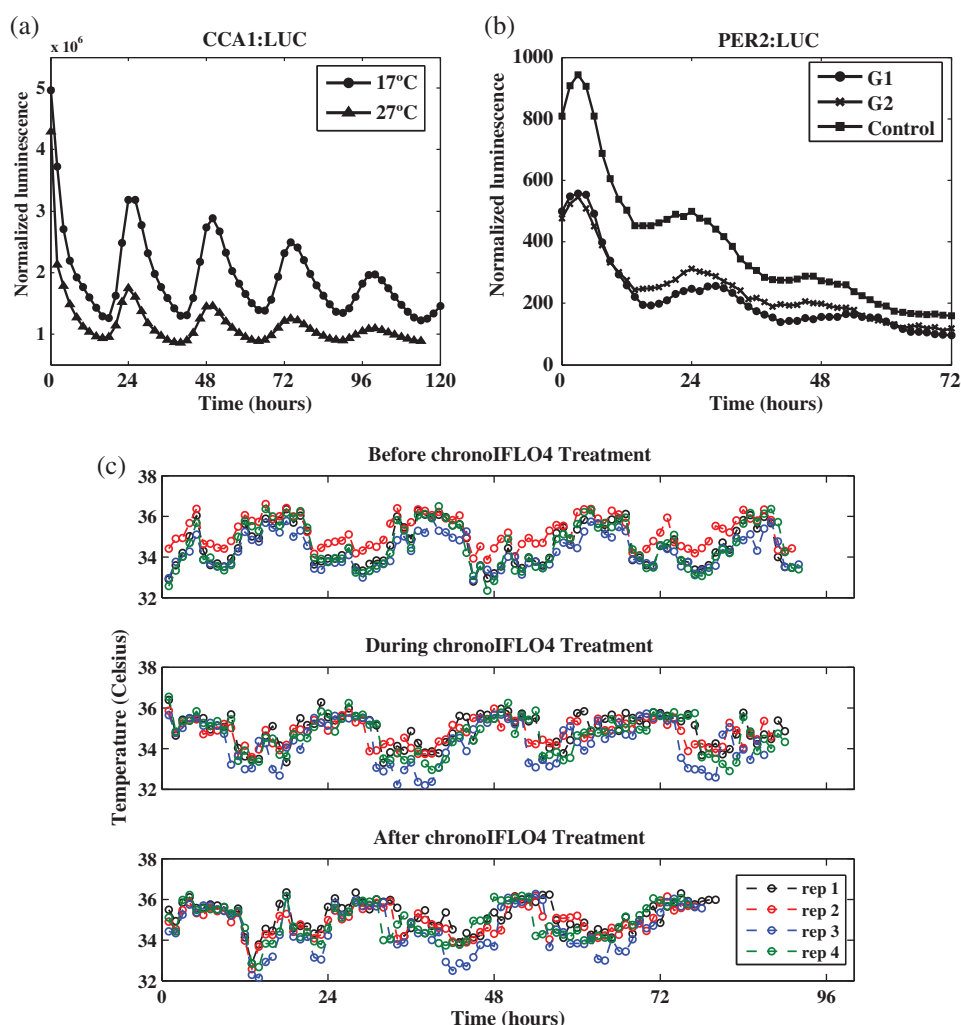 (a)
CCA1:LUC
x 10⁶
Normalized luminescence
5
4
3
2
1
0 24 48 72 96 120
Time (hours)
17ºC
27ºC
(b)
PER2:LUC
Normalized luminescence
1000
800
600
400
200
0
0 24 48 72
Time (hours)
G1
G2
Control
(c)
Before chronoIFLO4 Treatment
38
36
34
32
Temperature (Celsius)
During chronoIFLO4 Treatment
38
36
34
32
After chronoIFLO4 Treatment
38
36
34
32
0 24 48 72 96
Time (hours)
rep 1
rep 2
rep 3
rep 4